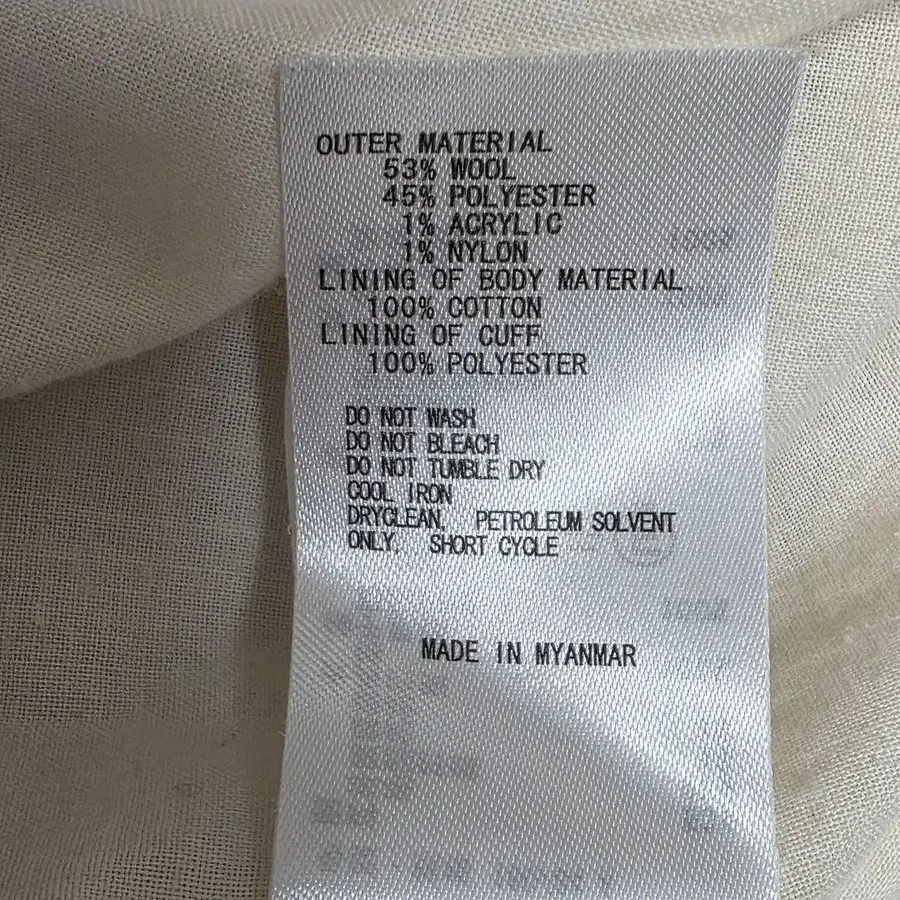 OUTER MATERIAL
53% WOOL
45% POLYESTER
1% ACRYLIC
1% NYLON
LINING OF BODY MATERIAL
100% COTTON
LINING OF CUFF
100% POLYESTER
DO NOT WASH
DO NOT BLEACH
DO NOT TUMBLE DRY
COOL IRON
DRYCLEAN, PETROLEUM SOLVENT
ONLY, SHORT CYCLE
MADE IN MYANMAR